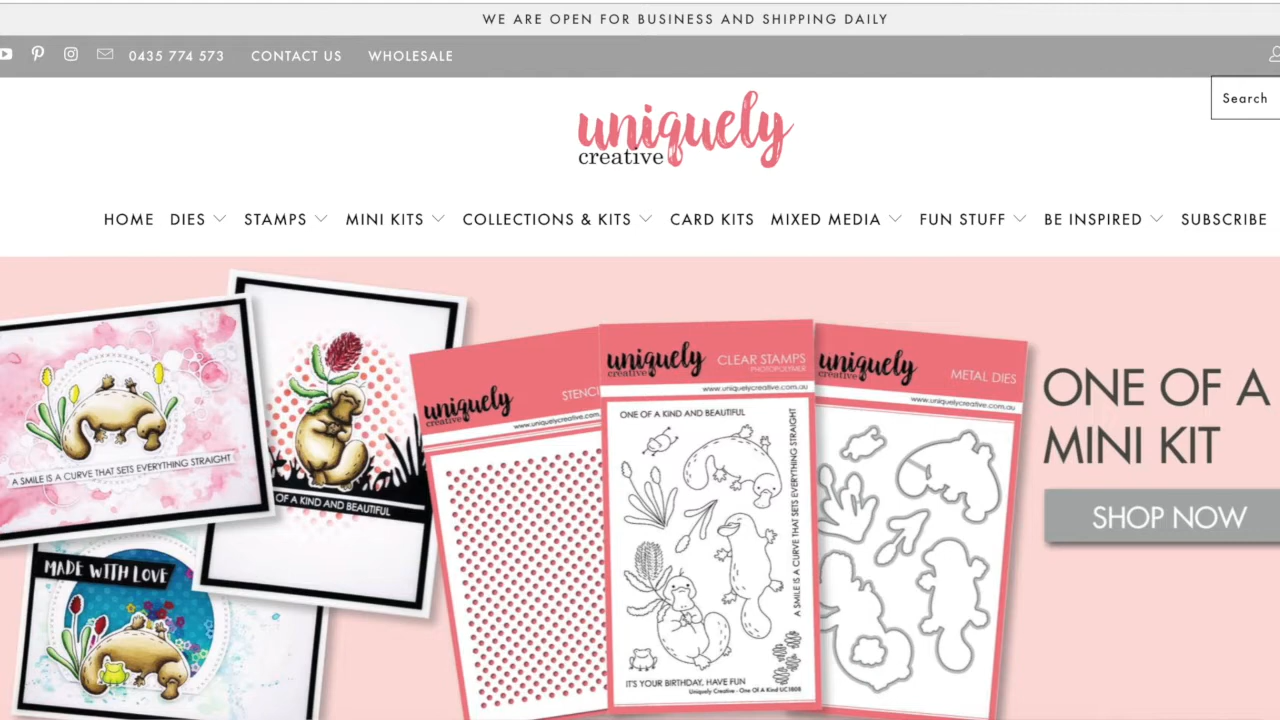 WE ARE OPEN FOR BUSINESS AND SHIPPING DAILY
0435 774 573 CONTACT US WHOLESALE
Search
uniquely
creative
HOME DIES STAMPS MINI KITS COLLECTIONS & KITS CARD KITS MIXED MEDIA FUN STUFF BE INSPIRED SUBSCRIBE
A SMILE IS A CURVE THAT SETS EVERYTHING STRAIGHT
OF A KIND AND BEAUTIFUL
MADE WITH LOVE
uniquely
creative
STENCI
www.uniquelycreative.com.
uniquely
creative
CLEAR STAMPS
PHOTOPOLYMER
www.uniquelycreative.com.au
ONE OF A KIND AND BEAUTIFUL
A SMILE IS A CURVE THAT SETS EVERYTHING STRAIGHT
IT'S YOUR BIRTHDAY, HAVE FUN
Uniquely Creative - One Of A Kind UC1808
uniquely
creative
METAL DIES
www.uniquelycreative.com.au
ONE OF A
MINI KIT
SHOP NOW